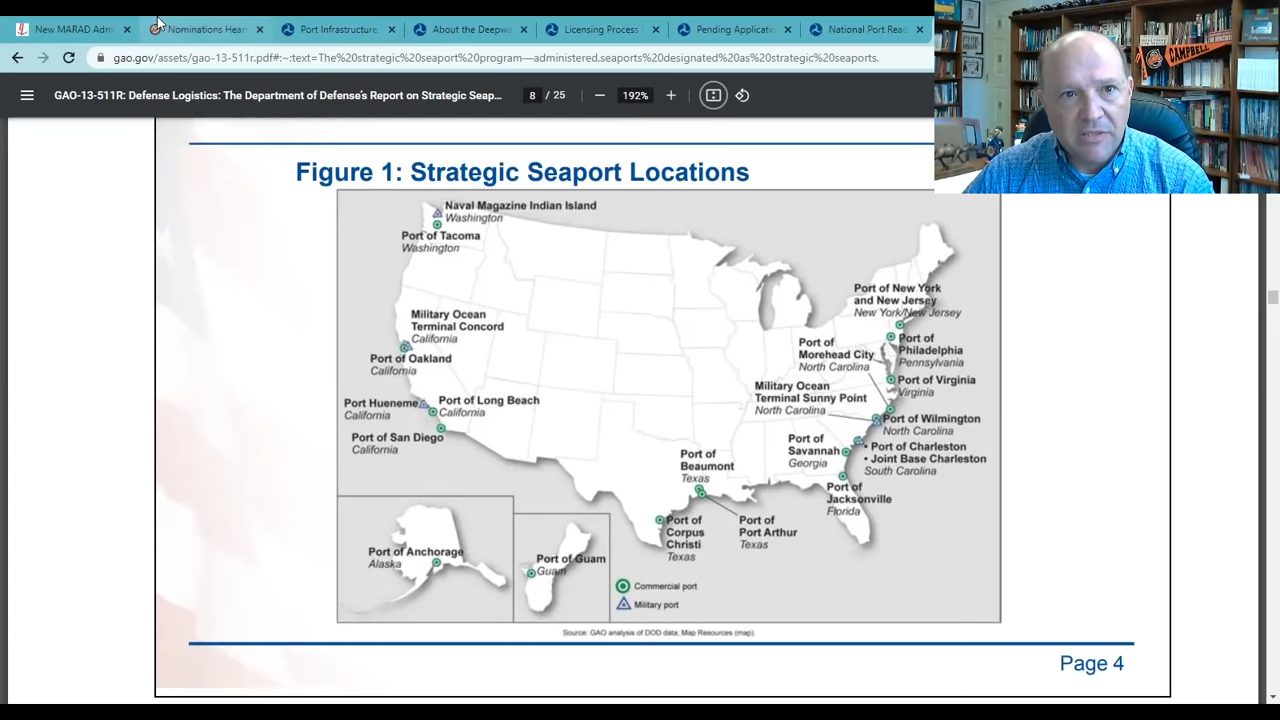 New MARAD Adm
Nominations Hear
Port Infrastructure
About the Deepwa
Licensing Process
Pending Applicatio
National Port Read
gao.gov/assets/gao-13-511r.pdf#:~:text=The%20strategic%20seaport%20program—administered,seaports%20designated%20as%20strategic%20seaports.
GAO-13-511R: Defense Logistics: The Department of Defense's Report on Strategic Seap...
8 / 25
192%
CAMPBELL
Figure 1: Strategic Seaport Locations
Naval Magazine Indian Island
Washington
Port of Tacoma
Washington
Military Ocean
Terminal Concord
California
Port of Oakland
California
Port Hueneme
California
Port of Long Beach
California
Port of San Diego
California
Port of New York
and New Jersey
New York/New Jersey
Port of
Philadelphia
Pennsylvania
Port of
Morehead City
North Carolina
Port of Virginia
Virginia
Military Ocean
Terminal Sunny Point
North Carolina
Port of Wilmington
North Carolina
• Port of Charleston
• Joint Base Charleston
South Carolina
Port of
Savannah
Georgia
Port of
Jacksonville
Florida
Port of
Beaumont
Texas
Port of
Corpus
Christi
Texas
Port of
Port Arthur
Texas
Port of Anchorage
Alaska
Port of Guam
Guam
Commercial port
Military port
Source: GAO analysis of DOD data; Map Resources (map).
Page 4